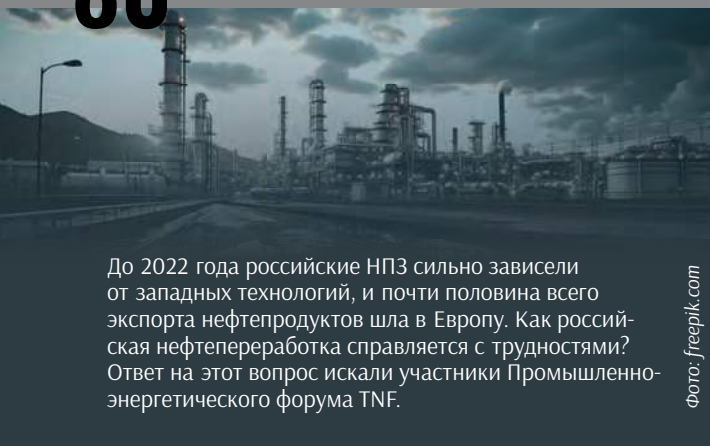 До 2022 года российские НПЗ сильно зависели
от западных технологий, и почти половина всего
экспорта нефтепродуктов шла в Европу. Как россий-
ская нефтепереработка справляется с трудностями?
Ответ на этот вопрос искали участники Промышленно-
энергетического форума TNF.
Фото: freepik.com